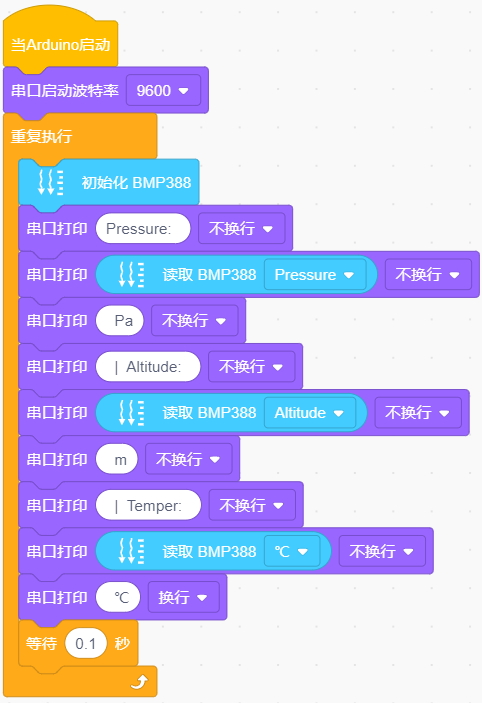 当Arduino启动
串口启动波特率 9600
重复执行
初始化 BMP388
串口打印 Pressure: 不换行
串口打印 读取 BMP388 Pressure 不换行
串口打印 Pa 不换行
串口打印 | Altitude: 不换行
串口打印 读取 BMP388 Altitude 不换行
串口打印 m 不换行
串口打印 | Temper: 不换行
串口打印 读取 BMP388 ℃ 不换行
串口打印 ℃ 换行
等待 0.1 秒